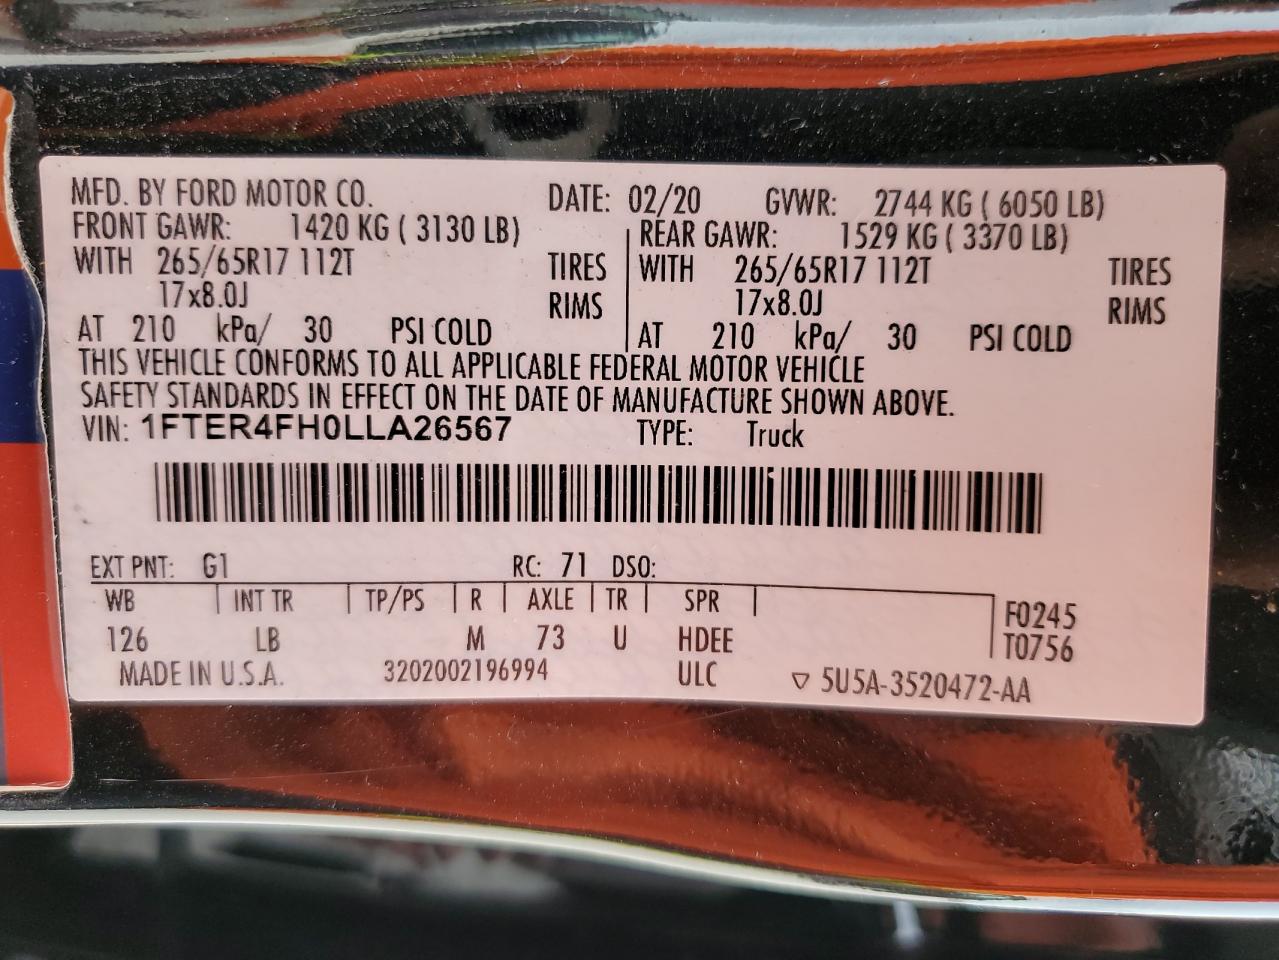 MFD. BY FORD MOTOR CO. DATE: 02/20 GVWR: 2744 KG ( 6050 LB)
FRONT GAWR: 1420 KG ( 3130 LB) REAR GAWR: 1529 KG ( 3370 LB)
WITH 265/65R17 112T TIRES WITH 265/65R17 112T TIRES
17x8.0J RIMS 17x8.0J RIMS
AT 210 kPa/ 30 PSI COLD AT 210 kPa/ 30 PSI COLD
THIS VEHICLE CONFORMS TO ALL APPLICABLE FEDERAL MOTOR VEHICLE
SAFETY STANDARDS IN EFFECT ON THE DATE OF MANUFACTURE SHOWN ABOVE.
VIN: 1FTER4FH0LLA26567 TYPE: Truck
EXT PNT: G1 RC: 71 DSO:
WB INT TR TP/PS R AXLE TR SPR F0245
126 LB M 73 U HDEE T0756
MADE IN U.S.A. 3202002196994 ULC ▽ 5U5A-3520472-AA